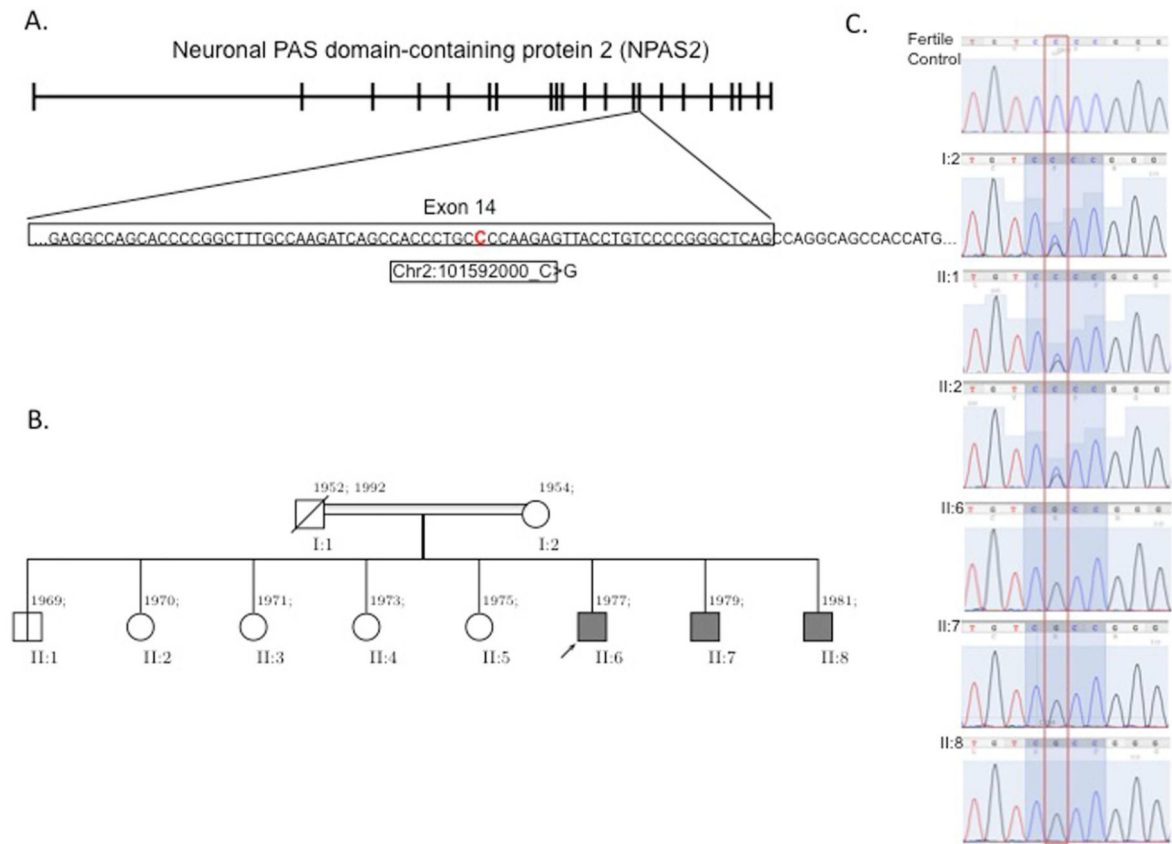 A.
Neuronal PAS domain-containing protein 2 (NPAS2)
Exon 14
...GAGGCCAGCACCCCGGCTTTGCCAAGATCAGCCACCCTGCCCCCAAGAGTTACCTGTCCCCGGGCTCAGCCAGGCAGCCACCATG...
Chr2:101592000_C>G
B.
1952; 1992
1954;
I:1
I:2
1969;
1970;
1971;
1973;
1975;
1977;
1979;
1981;
II:1
II:2
II:3
II:4
II:5
II:6
II:7
II:8
C.
Fertile
Control
T G T C C C C G G G
I:2
T G T C C C C G G G
II:1
T G T C C C C G G G
II:2
T G T C C C C G G G
II:6
T G T C G C C G G G
II:7
T G T C G C C G G G
II:8
T G T C G C C G G G